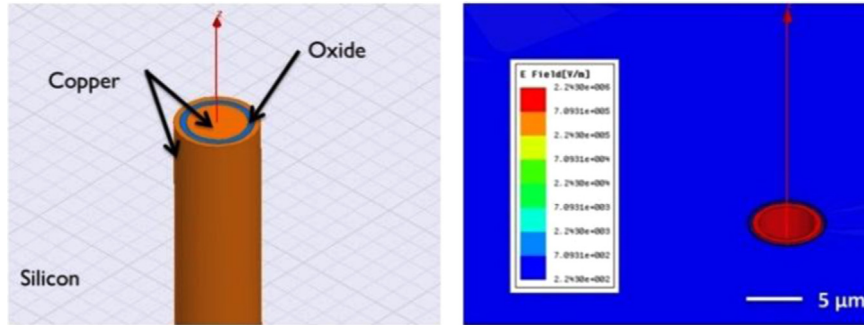 Z
Oxide
Copper
Silicon
E Field[V/m]
2.2430e+006
7.0931e+005
2.2430e+005
7.0931e+004
2.2430e+004
7.0931e+003
2.2430e+003
7.0931e+002
2.2430e+002
5 μm